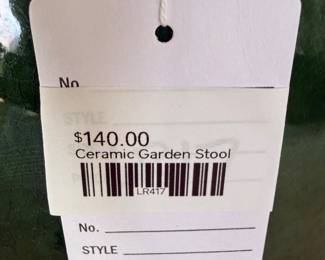 No.
STYLE
$140.00
Ceramic Garden Stool
LR417
No.
STYLE